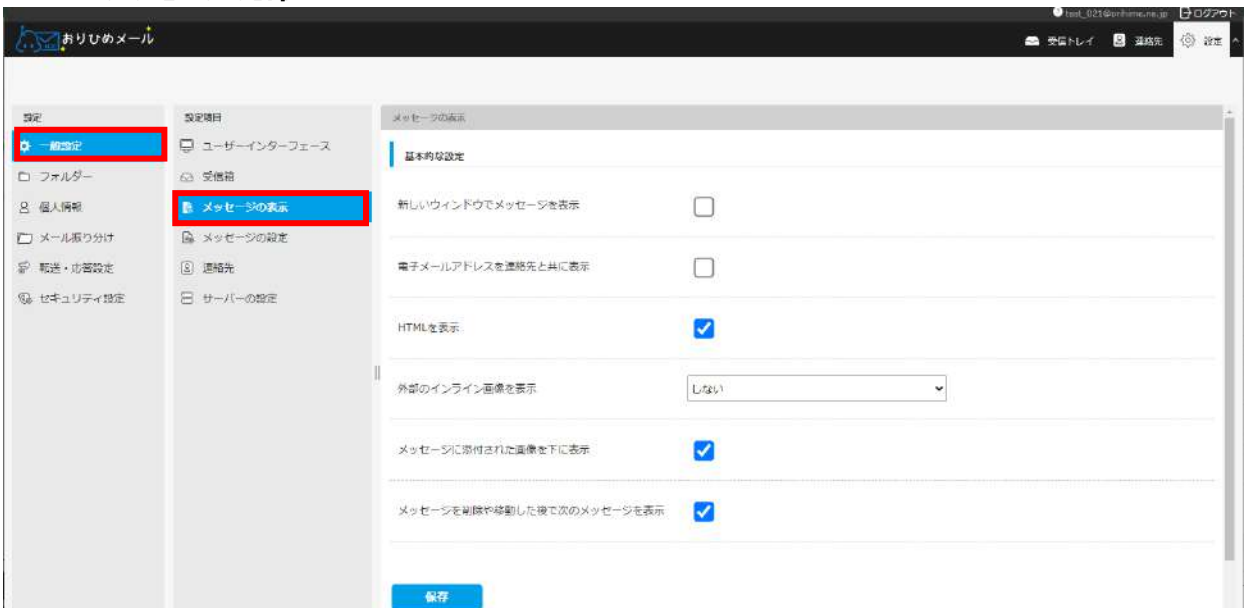 test_021@orihime.ne.jp ログアウト
おりひめメール
受信トレイ 連絡先 設定
設定
一般設定
フォルダー
個人情報
メール振り分け
転送・応答設定
セキュリティ設定
設定項目
ユーザーインターフェース
受信箱
メッセージの表示
メッセージの設定
連絡先
サーバーの設定
メッセージの表示
基本的な設定
新しいウィンドウでメッセージを表示
電子メールアドレスを連絡先と共に表示
HTMLを表示
外部のインライン画像を表示 しない
メッセージに添付された画像を下に表示
メッセージを削除や移動した後で次のメッセージを表示
保存